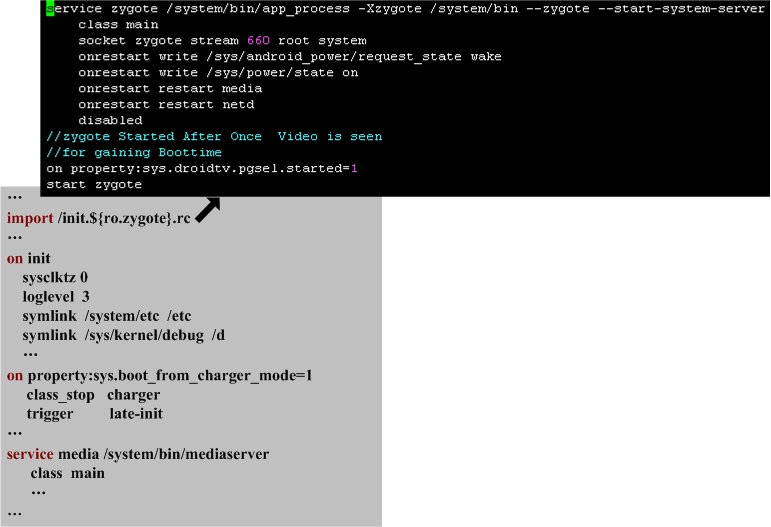 service zygote /system/bin/app_process -Xzygote /system/bin --zygote --start-system-server
class main
socket zygote stream 660 root system
onrestart write /sys/android_power/request_state wake
onrestart write /sys/power/state on
onrestart restart media
onrestart restart netd
disabled
//zygote Started After Once  Video is seen
//for gaining Boottime
on property:sys.droidtv.pgsel.started=1
start zygote
...
import /init.${ro.zygote}.rc
...
on init
sysclktz 0
loglevel 3
symlink /system/etc /etc
symlink /sys/kernel/debug /d
...
on property:sys.boot_from_charger_mode=1
class_stop charger
trigger late-init
...
service media /system/bin/mediaserver
class main
...
...